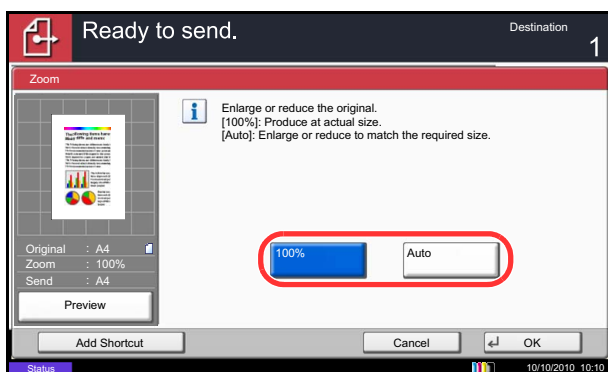 Ready to send.
Destination
1
Zoom
Enlarge or reduce the original.
[100%]: Produce at actual size.
[Auto]: Enlarge or reduce to match the required size.
100%
Auto
Original : A4
Zoom : 100%
Send : A4
Preview
Add Shortcut
Cancel
OK
Status
10/10/2010 10:10